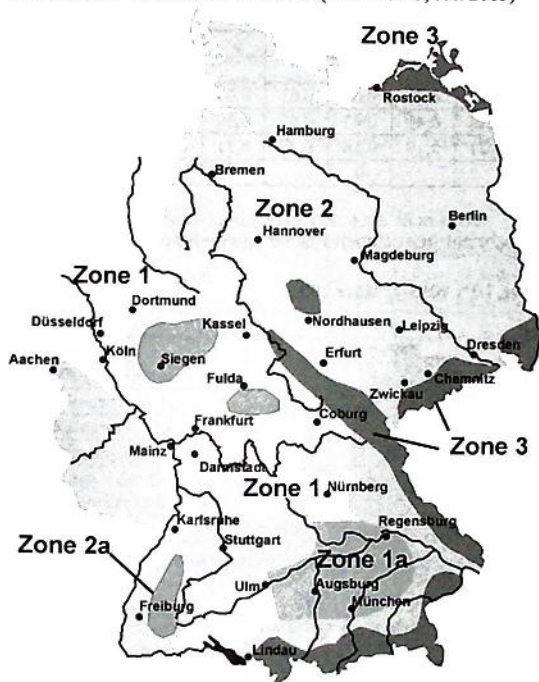 Zone 3
Rostock
Hamburg
Bremen
Zone 2
Berlin
Hannover
Magdeburg
Zone 1
Dortmund
Düsseldorf
Kassel
Nordhausen
Leipzig
Dresden
Köln
Siegen
Erfurt
Aachen
Fulda
Zwickau
Chemnitz
Frankfurt
Coburg
Zone 3
Mainz
Darmstadt
Zone 1
Nürnberg
Karlsruhe
Regensburg
Stuttgart
Zone 2a
Zone 1a
Ulm
Augsburg
München
Freiburg
Lindau